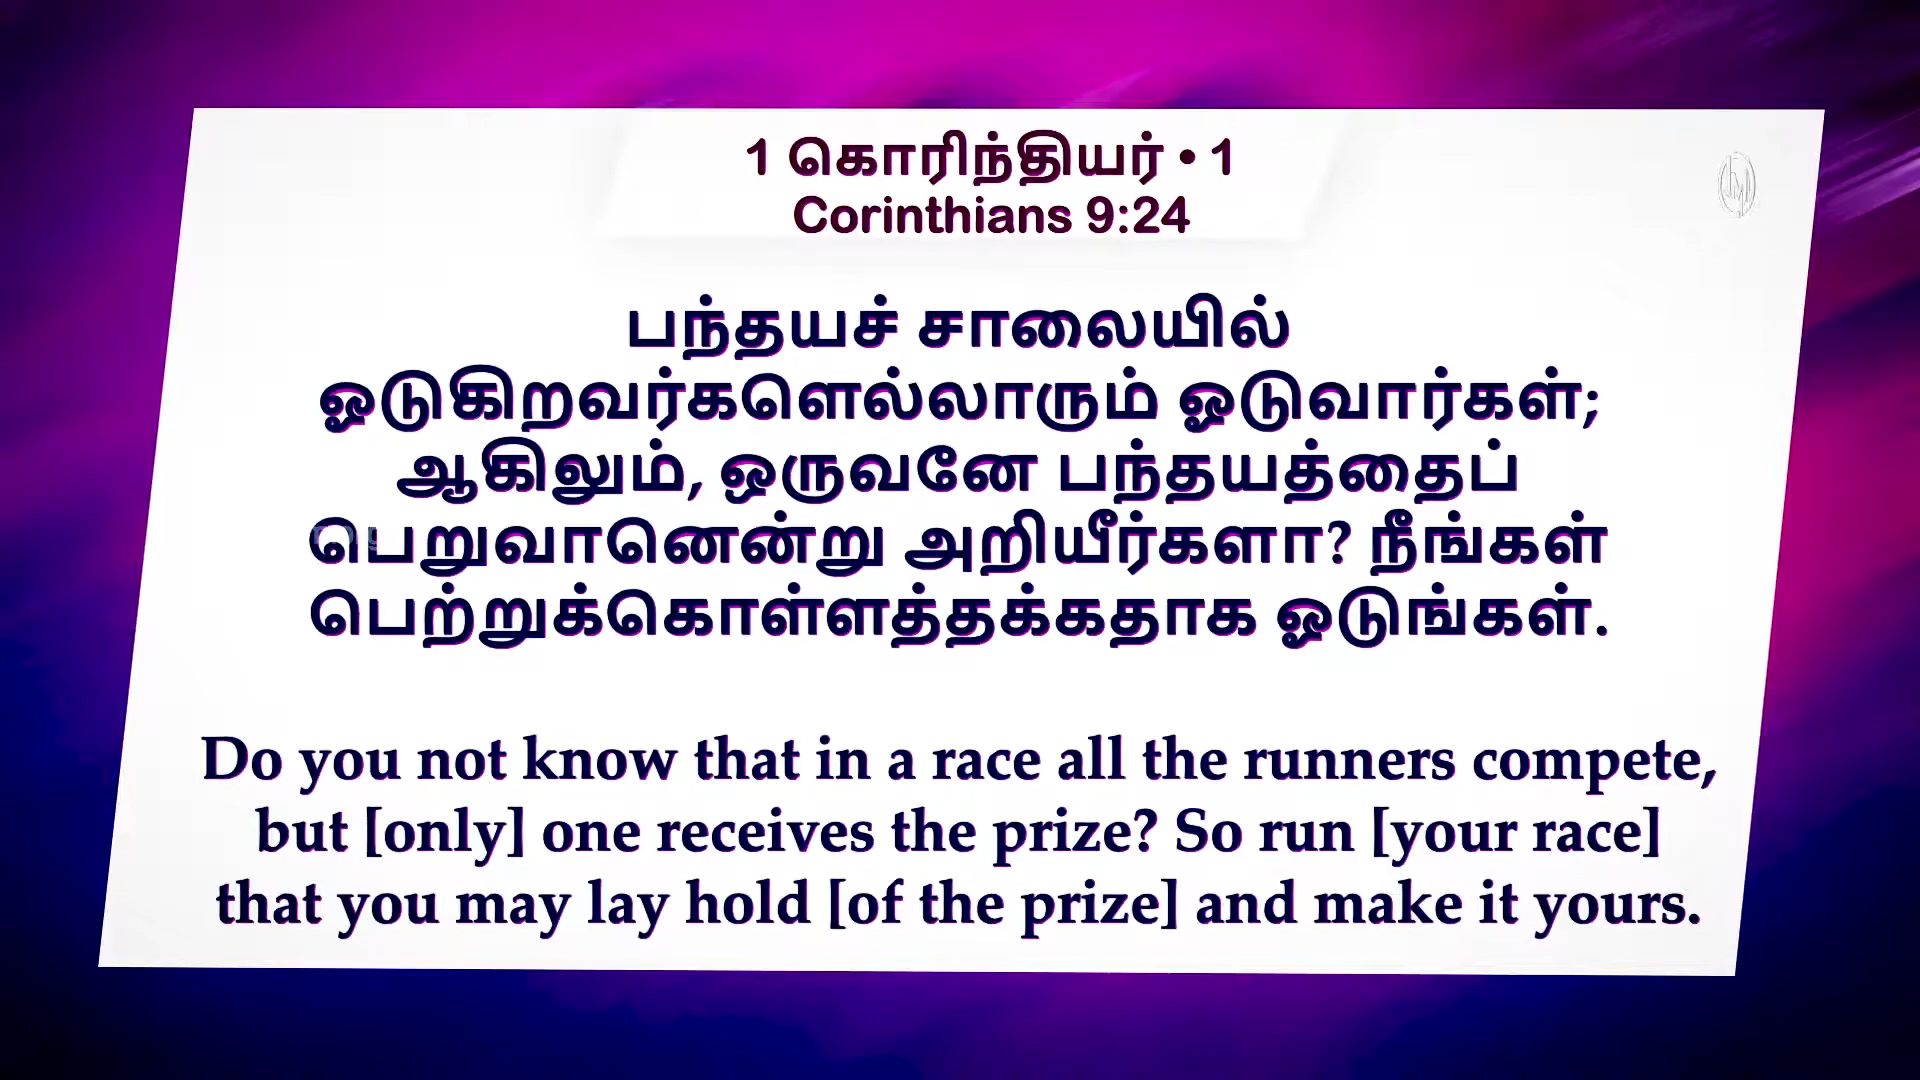 1 கொரிந்தியர் • 1
Corinthians 9:24
பந்தயச் சாலையில்
ஓடுகிறவர்களெல்லாரும் ஓடுவார்கள்;
ஆகிலும், ஒருவனே பந்தயத்தைப்
பெறுவானென்று அறியீர்களா? நீங்கள்
பெற்றுக்கொள்ளத்தக்கதாக ஓடுங்கள்.
Do you not know that in a race all the runners compete,
but [only] one receives the prize? So run [your race]
that you may lay hold [of the prize] and make it yours.